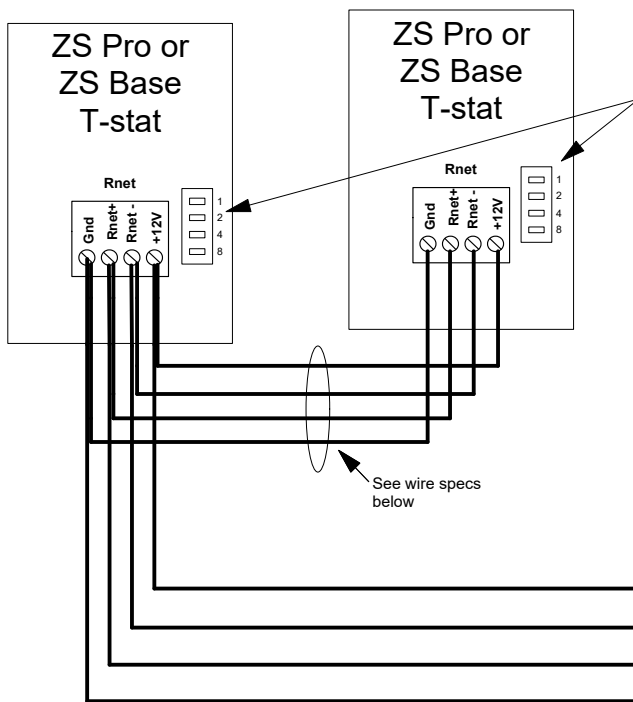 ZS Pro or
ZS Base
T-stat
Rnet
Gnd
Rnet+
Rnet -
+12V
1
2
4
8
ZS Pro or
ZS Base
T-stat
Rnet
Gnd
Rnet+
Rnet -
+12V
1
2
4
8
See wire specs
below